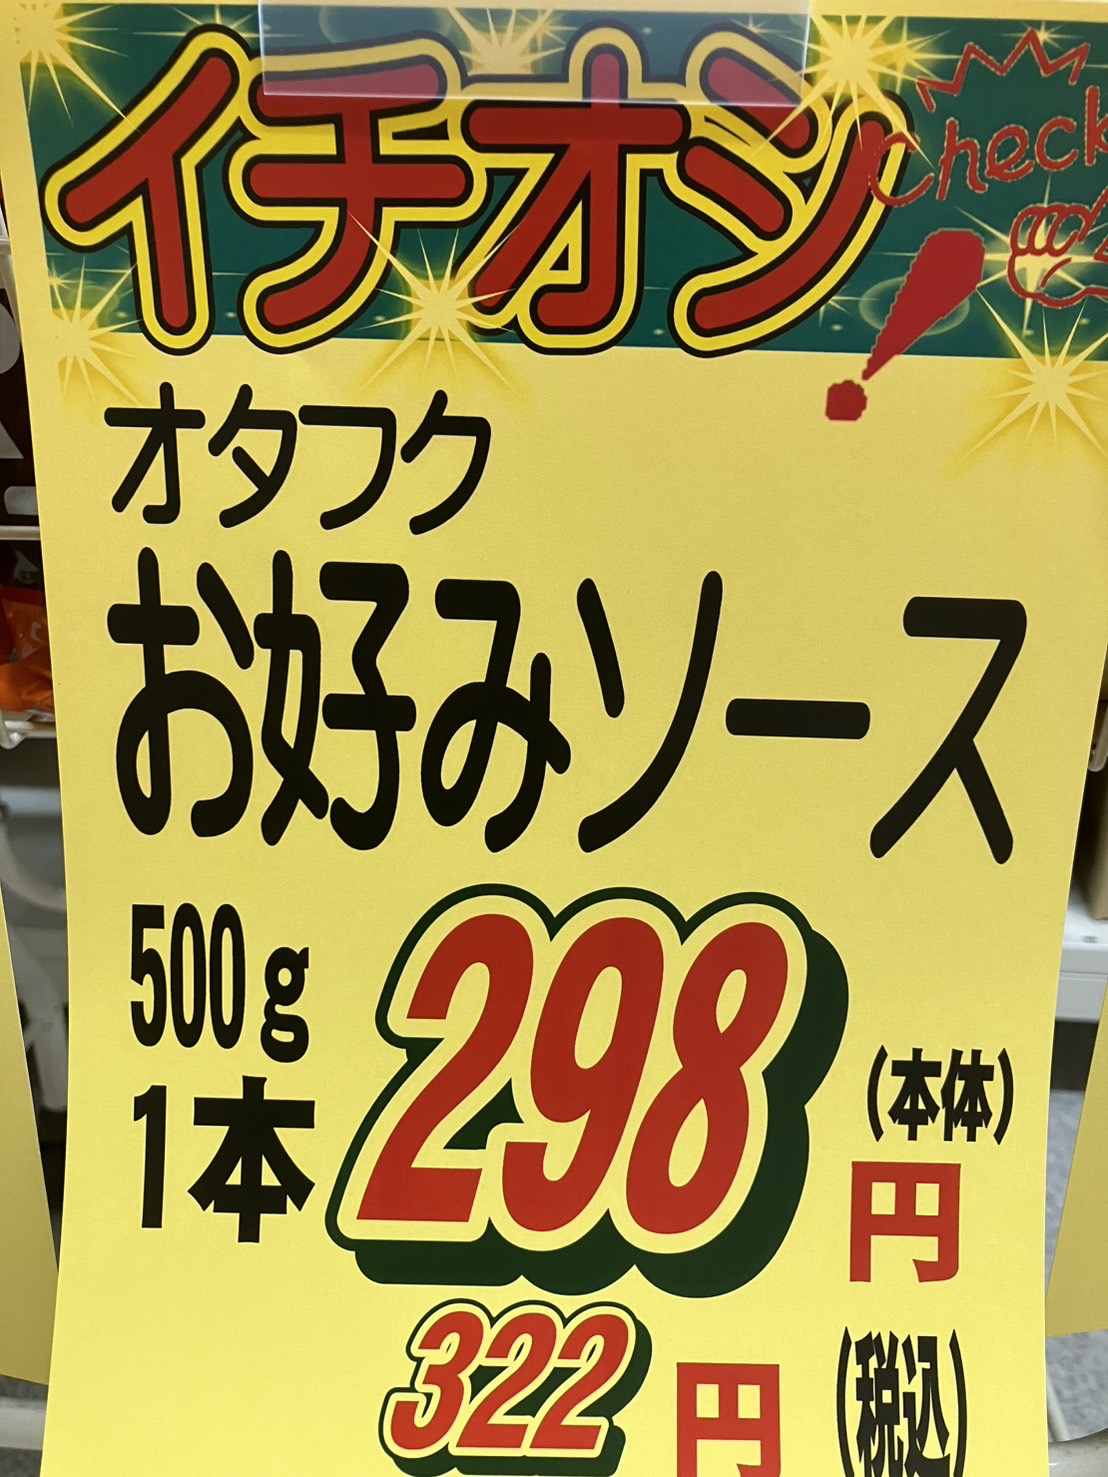 イチオシ
Check
!
オタフク
お好みソース
500g
1本
298
(本体)
円
322
円
(税込)